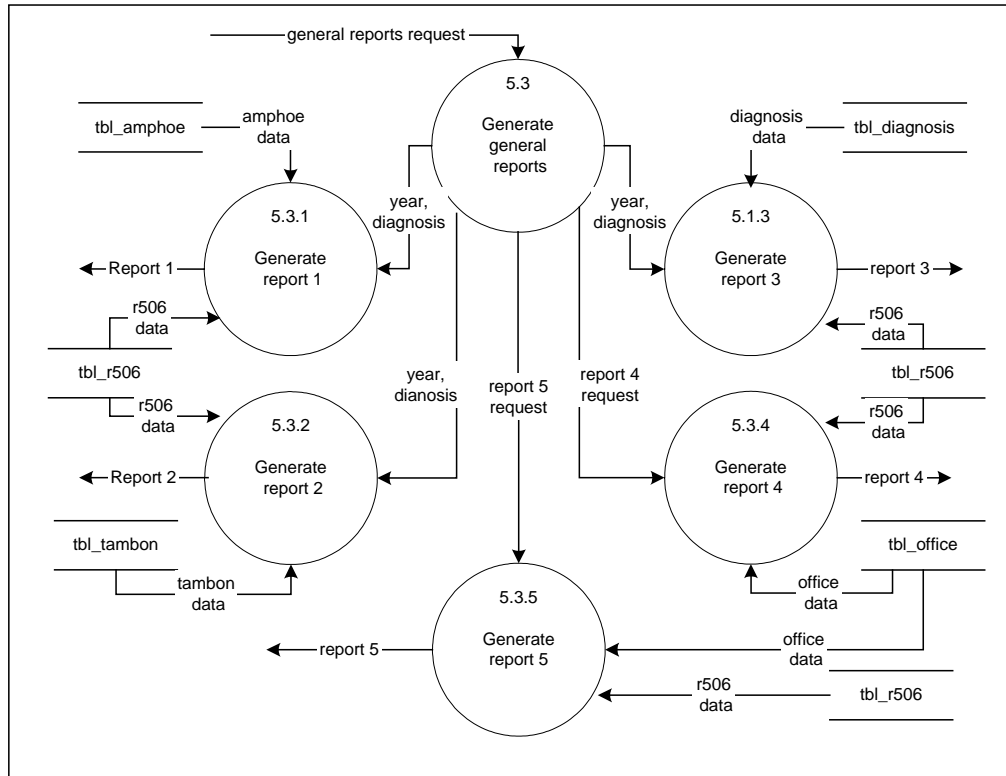 general reports request
5.3
Generate
general
reports
tbl_amphoe
amphoe
data
diagnosis
data
tbl_diagnosis
5.3.1
Generate
report 1
year,
diagnosis
year,
diagnosis
5.1.3
Generate
report 3
Report 1
report 3
r506
data
r506
data
tbl_r506
tbl_r506
year,
dianosis
report 5
request
report 4
request
r506
data
r506
data
5.3.2
Generate
report 2
5.3.4
Generate
report 4
Report 2
report 4
tbl_tambon
tbl_office
tambon
data
office
data
5.3.5
Generate
report 5
report 5
office
data
r506
data
tbl_r506